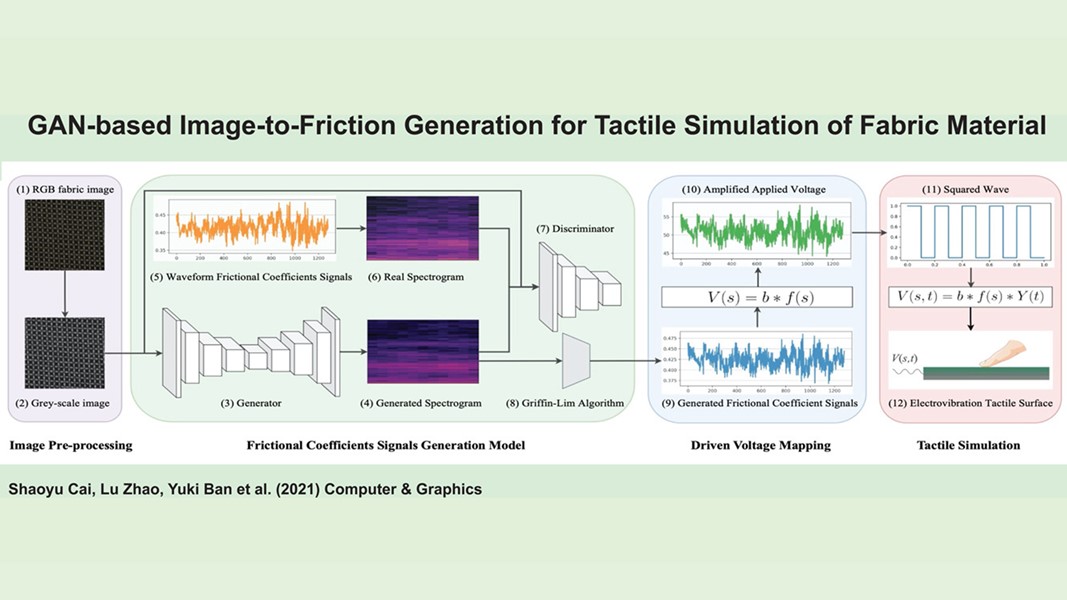 GAN-based Image-to-Friction Generation for Tactile Simulation of Fabric Material
(1) RGB fabric image
(2) Grey-scale image
Image Pre-processing
0.45
0.40
0.35
0 200 400 600 800 1000 1200
(5) Waveform Frictional Coefficients Signals
(6) Real Spectrogram
(7) Discriminator
(3) Generator
(4) Generated Spectrogram
(8) Griffin-Lim Algorithm
Frictional Coefficients Signals Generation Model
(10) Amplified Applied Voltage
55
50
45
0 200 400 600 800 1000 1200
V(s) = b * f(s)
0.475
0.450
0.425
0.400
0.375
0 200 400 600 800 1000 1200
(9) Generated Frictional Coefficient Signals
Driven Voltage Mapping
(11) Squared Wave
1.0
0.8
0.6
0.4
0.2
0.0
0.0 0.2 0.4 0.6 0.8 1.0
V(s, t) = b * f(s) * Y(t)
V(s,t)
(12) Electrovibration Tactile Surface
Tactile Simulation
Shaoyu Cai, Lu Zhao, Yuki Ban et al. (2021) Computer & Graphics